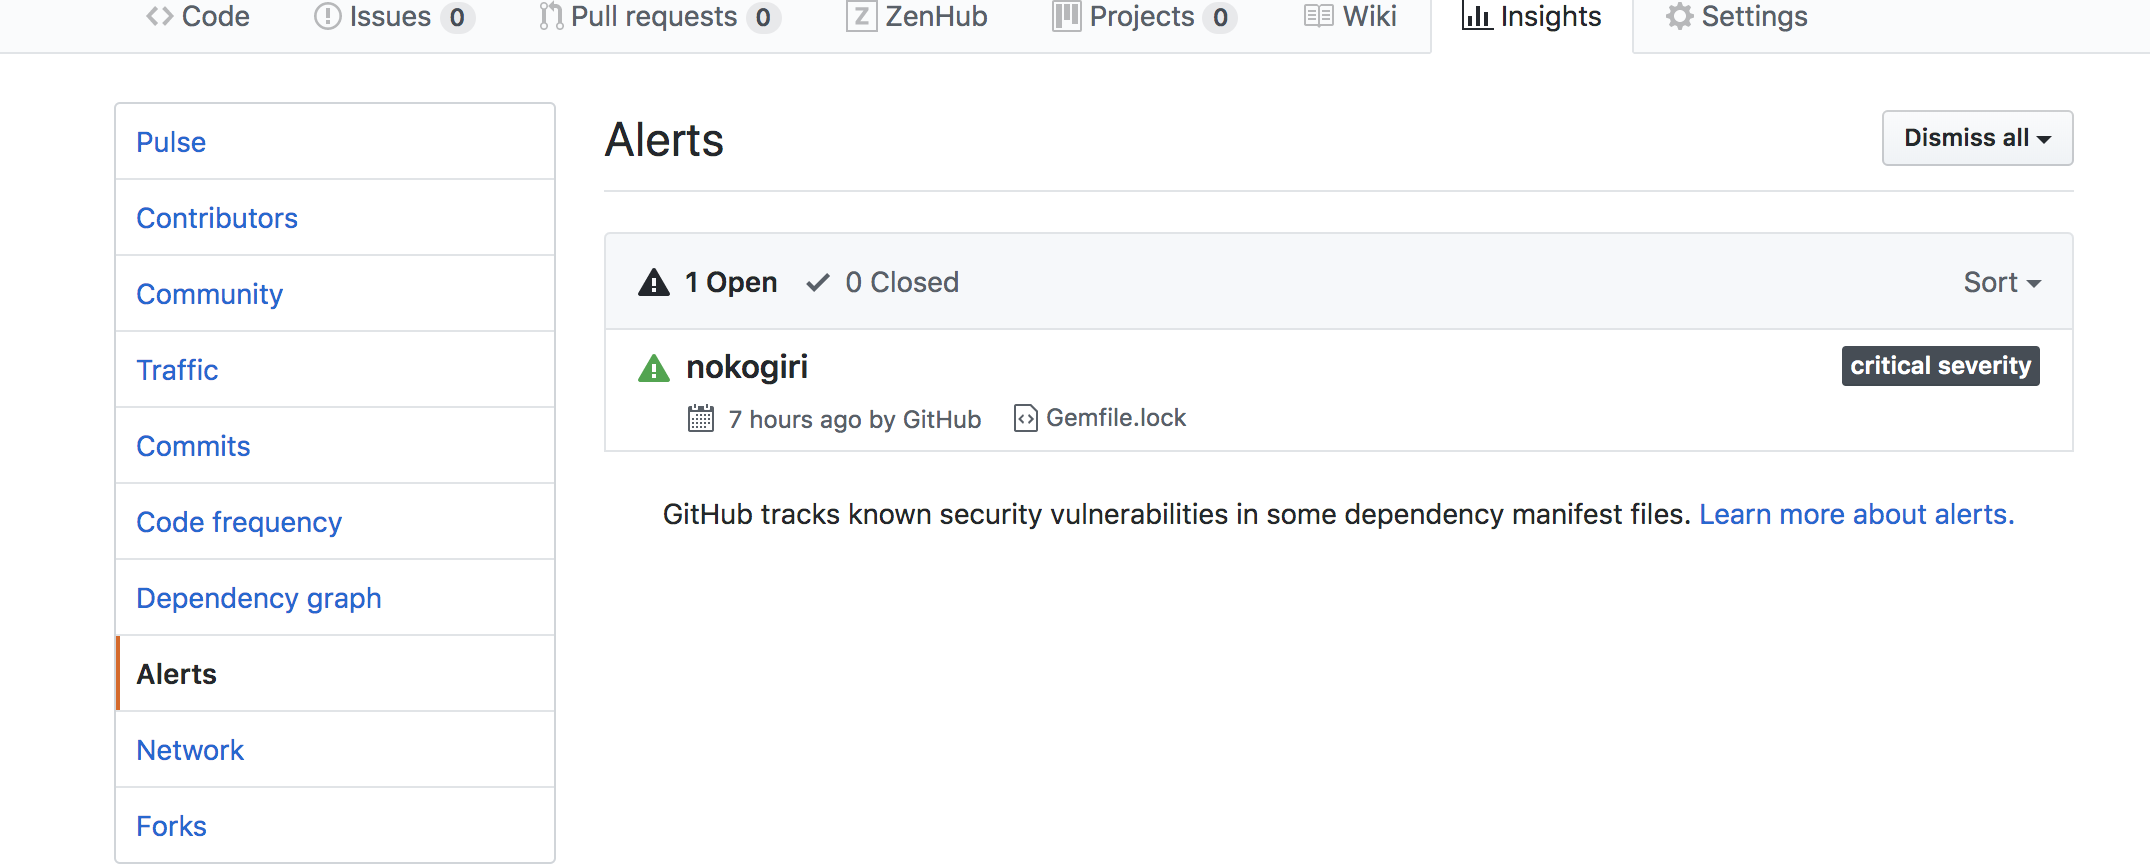 Code Issues 0 Pull requests 0 Z ZenHub Projects 0 Wiki Insights Settings
Pulse
Contributors
Community
Traffic
Commits
Code frequency
Dependency graph
Alerts
Network
Forks
Alerts
Dismiss all
1 Open 0 Closed Sort
nokogiri critical severity
7 hours ago by GitHub Gemfile.lock
GitHub tracks known security vulnerabilities in some dependency manifest files. Learn more about alerts.